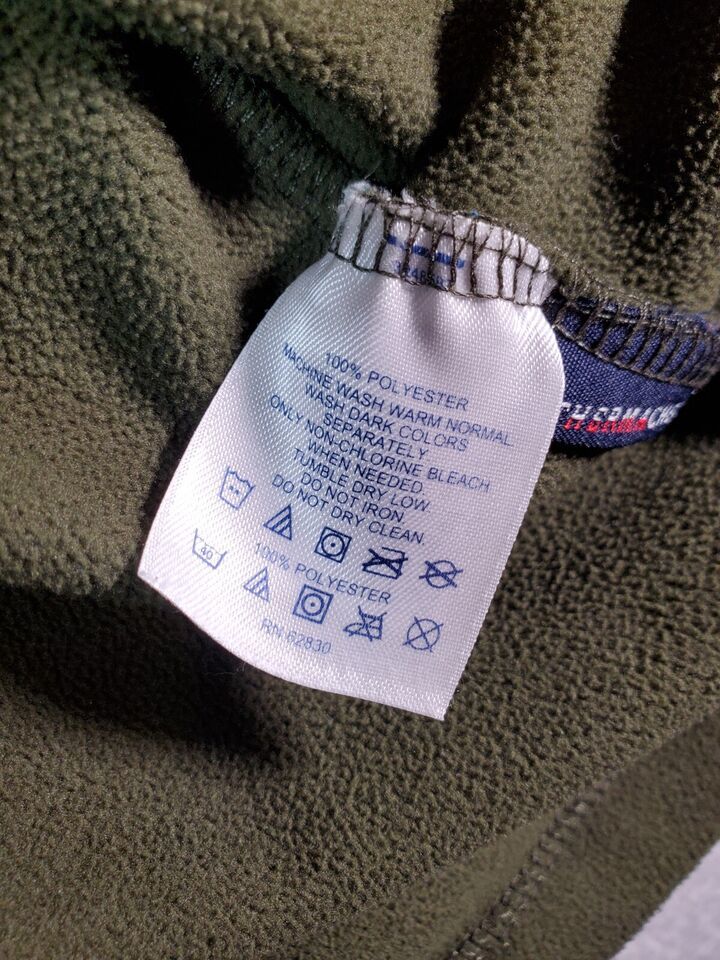 100% POLYESTER
MACHINE WASH WARM NORMAL
WASH DARK COLORS
SEPARATELY
ONLY NON-CHLORINE BLEACH
WHEN NEEDED
TUMBLE DRY LOW
DO NOT IRON
DO NOT DRY CLEAN.
40
100% POLYESTER
RN 62830